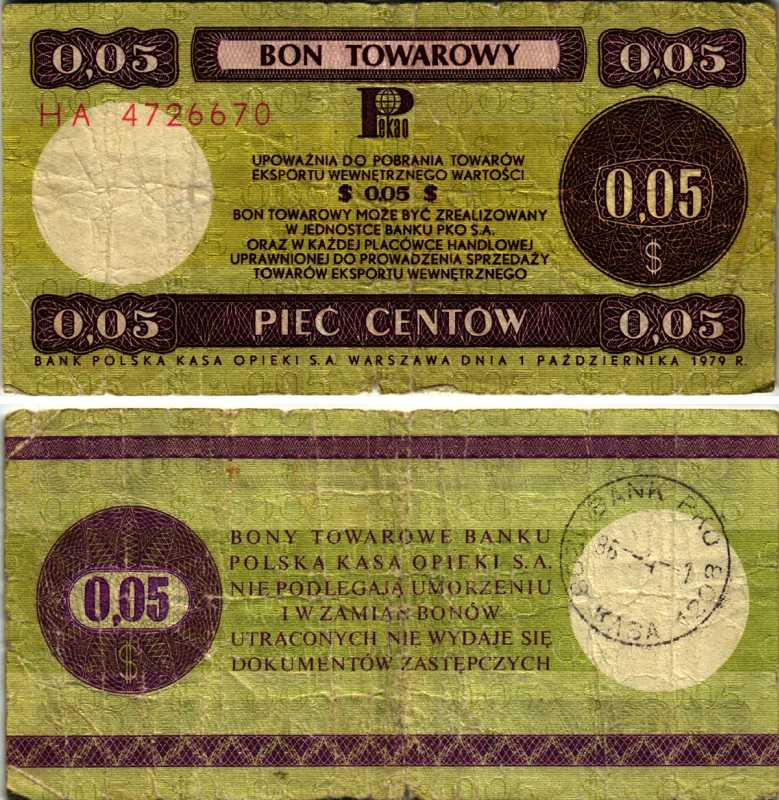 0,05 BON TOWAROWY 0,05
HA 4726670
Pekao
UPOWAŻNIA DO POBRANIA TOWARÓW
EKSPORTU WEWNĘTRZNEGO WARTOŚCI
$ 0,05 $
BON TOWAROWY MOŻE BYĆ ZREALIZOWANY
W JEDNOSTCE BANKU PKO S.A.
ORAZ W KAŻDEJ PLACÓWCE HANDLOWEJ
UPRAWNIONEJ DO PROWADZENIA SPRZEDAŻY
TOWARÓW EKSPORTU WEWNĘTRZNEGO
0,05
$
0,05 PIĘĆ CENTÓW 0,05
BANK POLSKA KASA OPIEKI S.A. WARSZAWA DNIA 1 PAŹDZIERNIKA 1979 R.
0,05
$
BONY TOWAROWE BANKU
POLSKA KASA OPIEKI S.A.
NIE PODLEGAJĄ UMORZENIU
I W ZAMIAN BONÓW
UTRACONYCH NIE WYDAJE SIĘ
DOKUMENTÓW ZASTĘPCZYCH
BANK PKO
KASA 1208